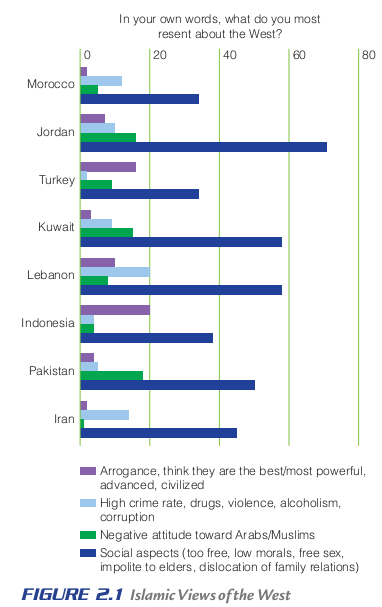 In your own words, what do you most
resent about the West?
0 20 40 60 80
Morocco
Jordan
Turkey
Kuwait
Lebanon
Indonesia
Pakistan
Iran
Arrogance, think they are the best/most powerful,
advanced, civilized
High crime rate, drugs, violence, alcoholism,
corruption
Negative attitude toward Arabs/Muslims
Social aspects (too free, low morals, free sex,
impolite to elders, dislocation of family relations)
FIGURE 2.1 Islamic Views of the West